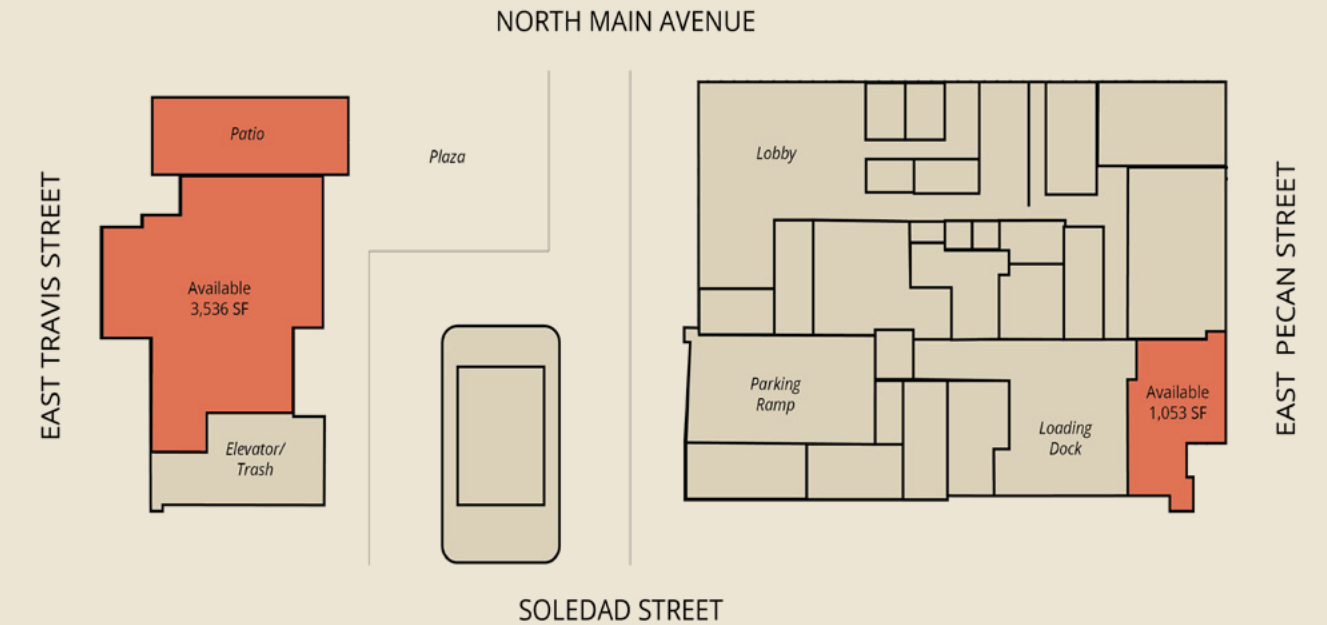 NORTH MAIN AVENUE
Patio
Plaza
Lobby
EAST TRAVIS STREET
Available
3,536 SF
EAST PECAN STREET
Parking
Ramp
Available
1,053 SF
Loading
Dock
Elevator/
Trash
SOLEDAD STREET